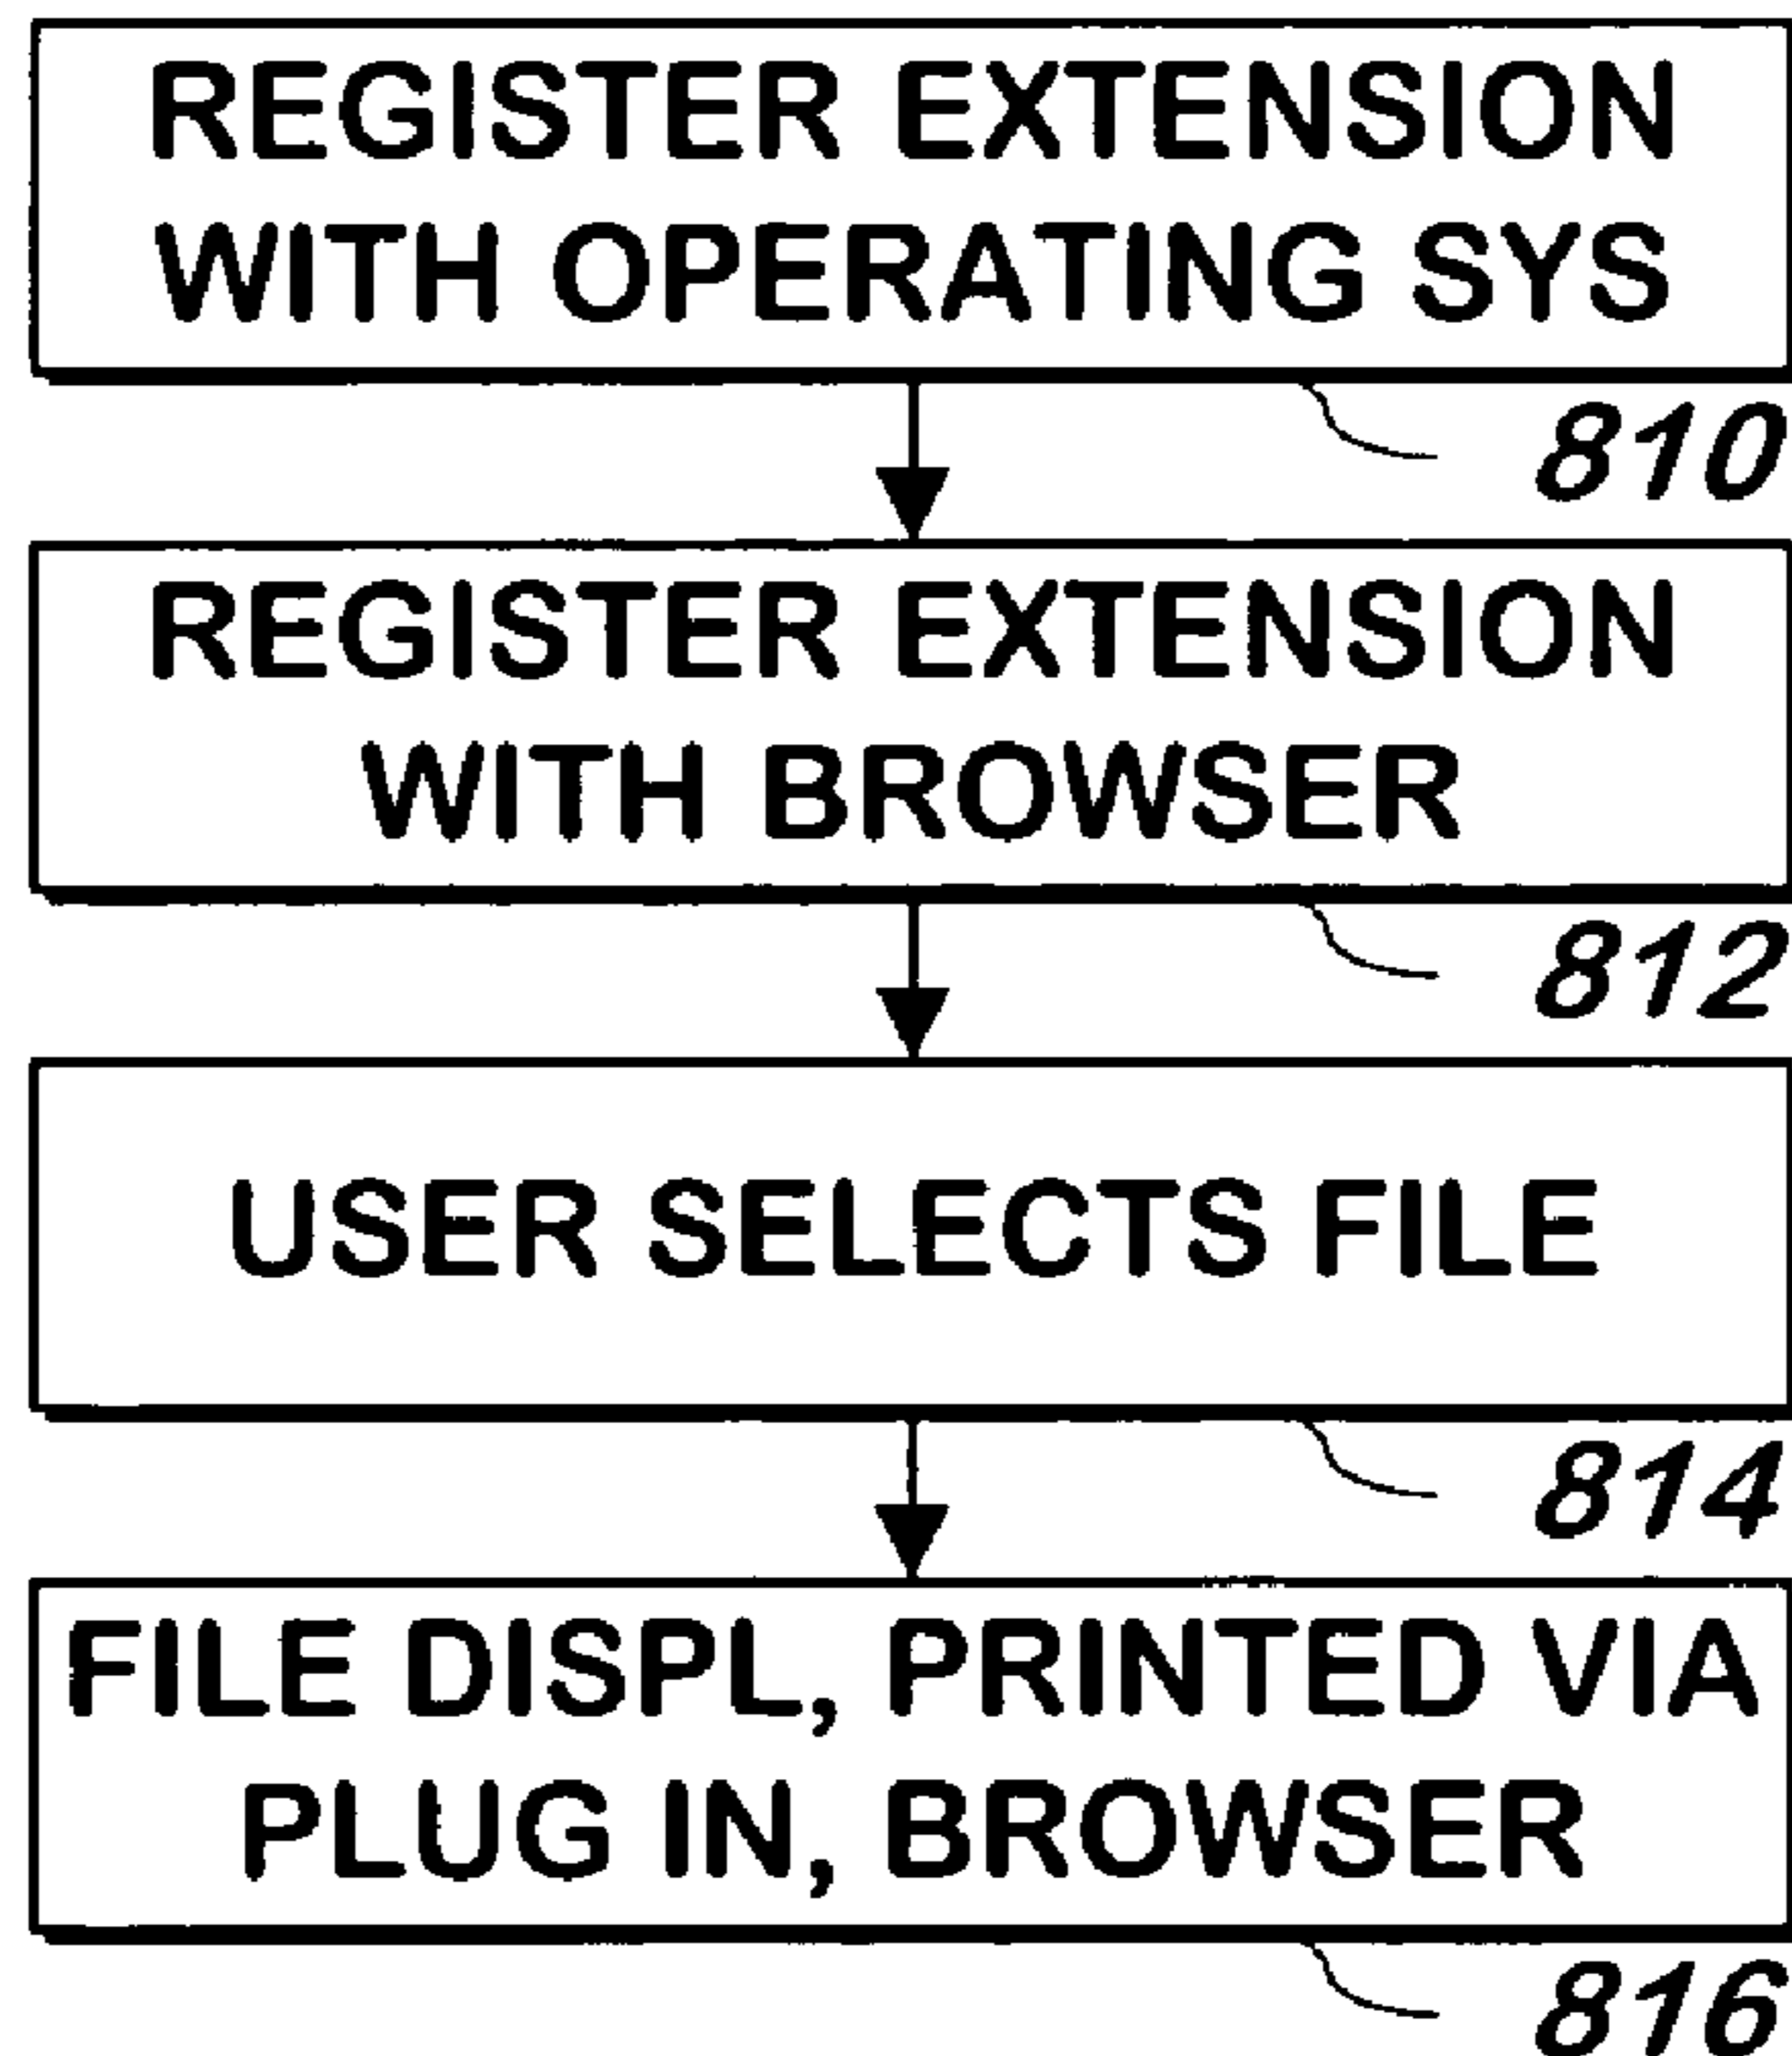 REGISTER EXTENSION
WITH OPERATING SYS
810
REGISTER EXTENSION
WITH BROWSER
812
USER SELECTS FILE
814
FILE DISPL, PRINTED VIA
PLUG IN, BROWSER
816